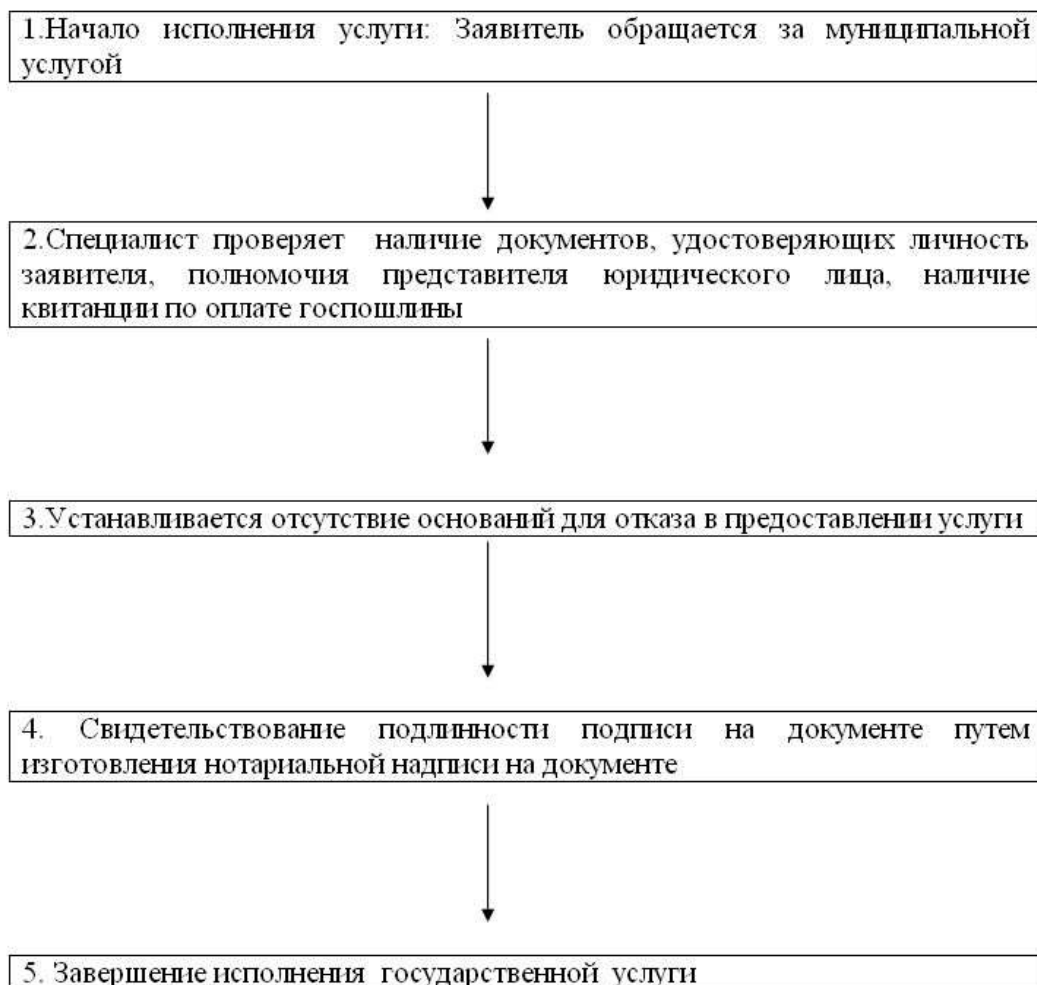 1.Начало исполнения услуги: Заявитель обращается за муниципальной
услугой
2.Специалист проверяет наличие документов, удостоверяющих личность
заявителя, полномочия представителя юридического лица, наличие
квитанции по оплате госпошлины
3.Устанавливается отсутствие оснований для отказа в предоставлении услуги
4. Свидетельствование подлинности подписи на документе путем
изготовления нотариальной надписи на документе
5. Завершение исполнения государственной услуги